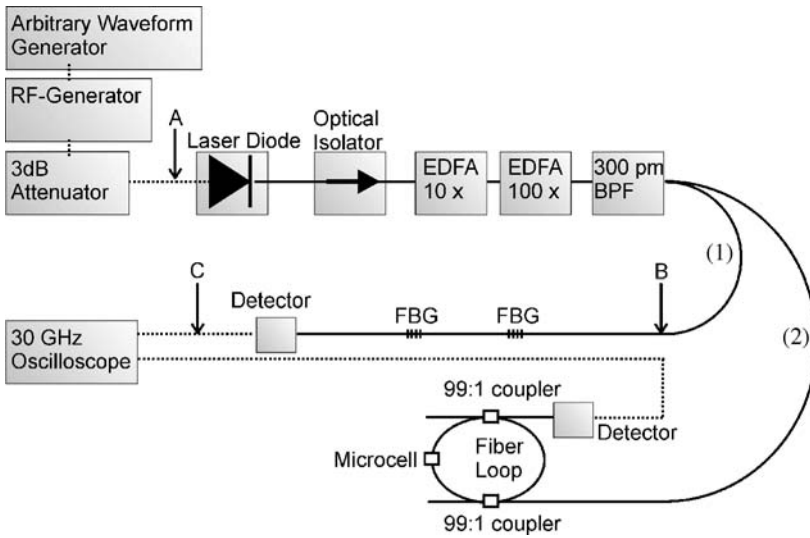 Arbitrary Waveform
Generator
RF-Generator
A
3dB
Attenuator
Laser Diode
Optical
Isolator
EDFA
10 x
EDFA
100 x
300 pm
BPF
(1)
(2)
C
B
Detector
FBG
FBG
30 GHz
Oscilloscope
99:1 coupler
Detector
Microcell
Fiber
Loop
99:1 coupler